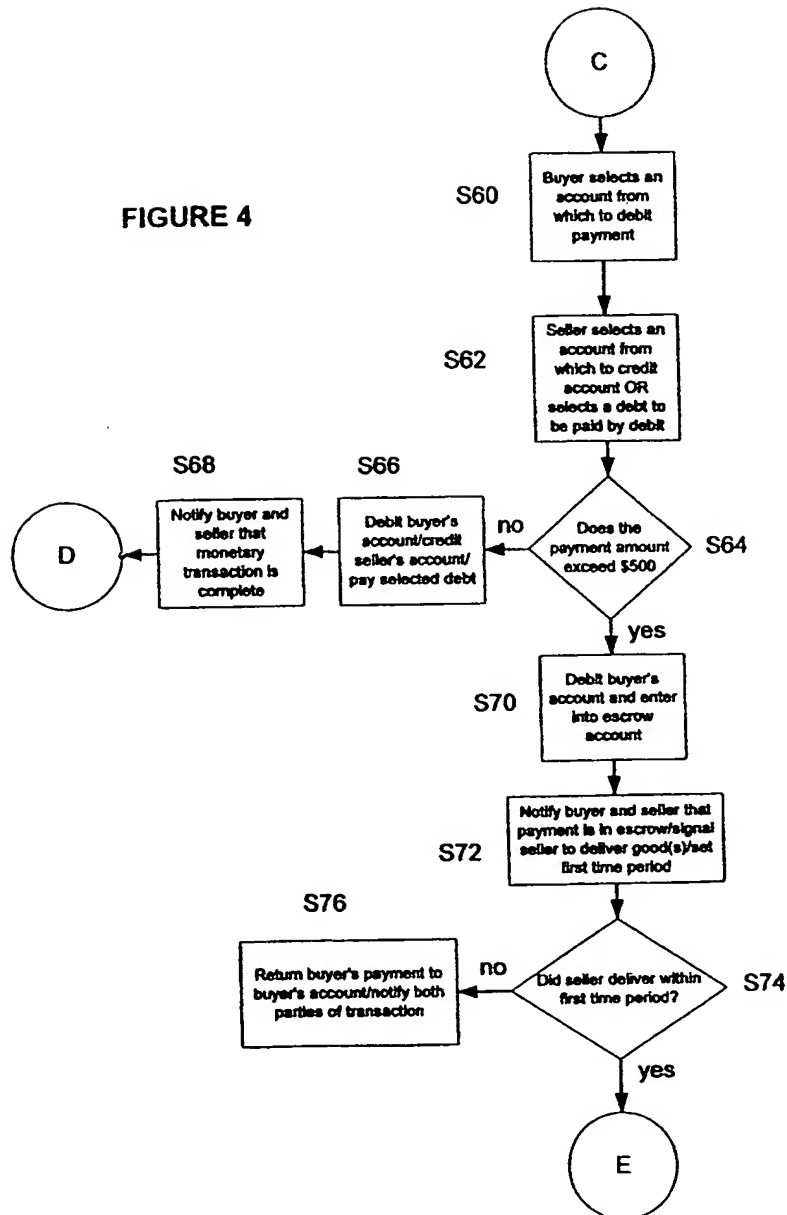 C
S60
Buyer selects an
account from
which to debit
payment
FIGURE 4
S62
Seller selects an
account from
which to credit
account OR
selects a debt to
be paid by debit
S68
Notify buyer and
seller that
monetary
transaction is
complete
S66
Debit buyer's
account/credit
seller's account/
pay selected debt
no
Does the
payment amount
exceed $500
S64
D
yes
S70
Debit buyer's
account and enter
into escrow
account
S72
Notify buyer and seller that
payment is in escrow/signal
seller to deliver good(s)/set
first time period
S76
Return buyer's payment to
buyer's account/notify both
parties of transaction
no
Did seller deliver within
first time period?
S74
yes
E